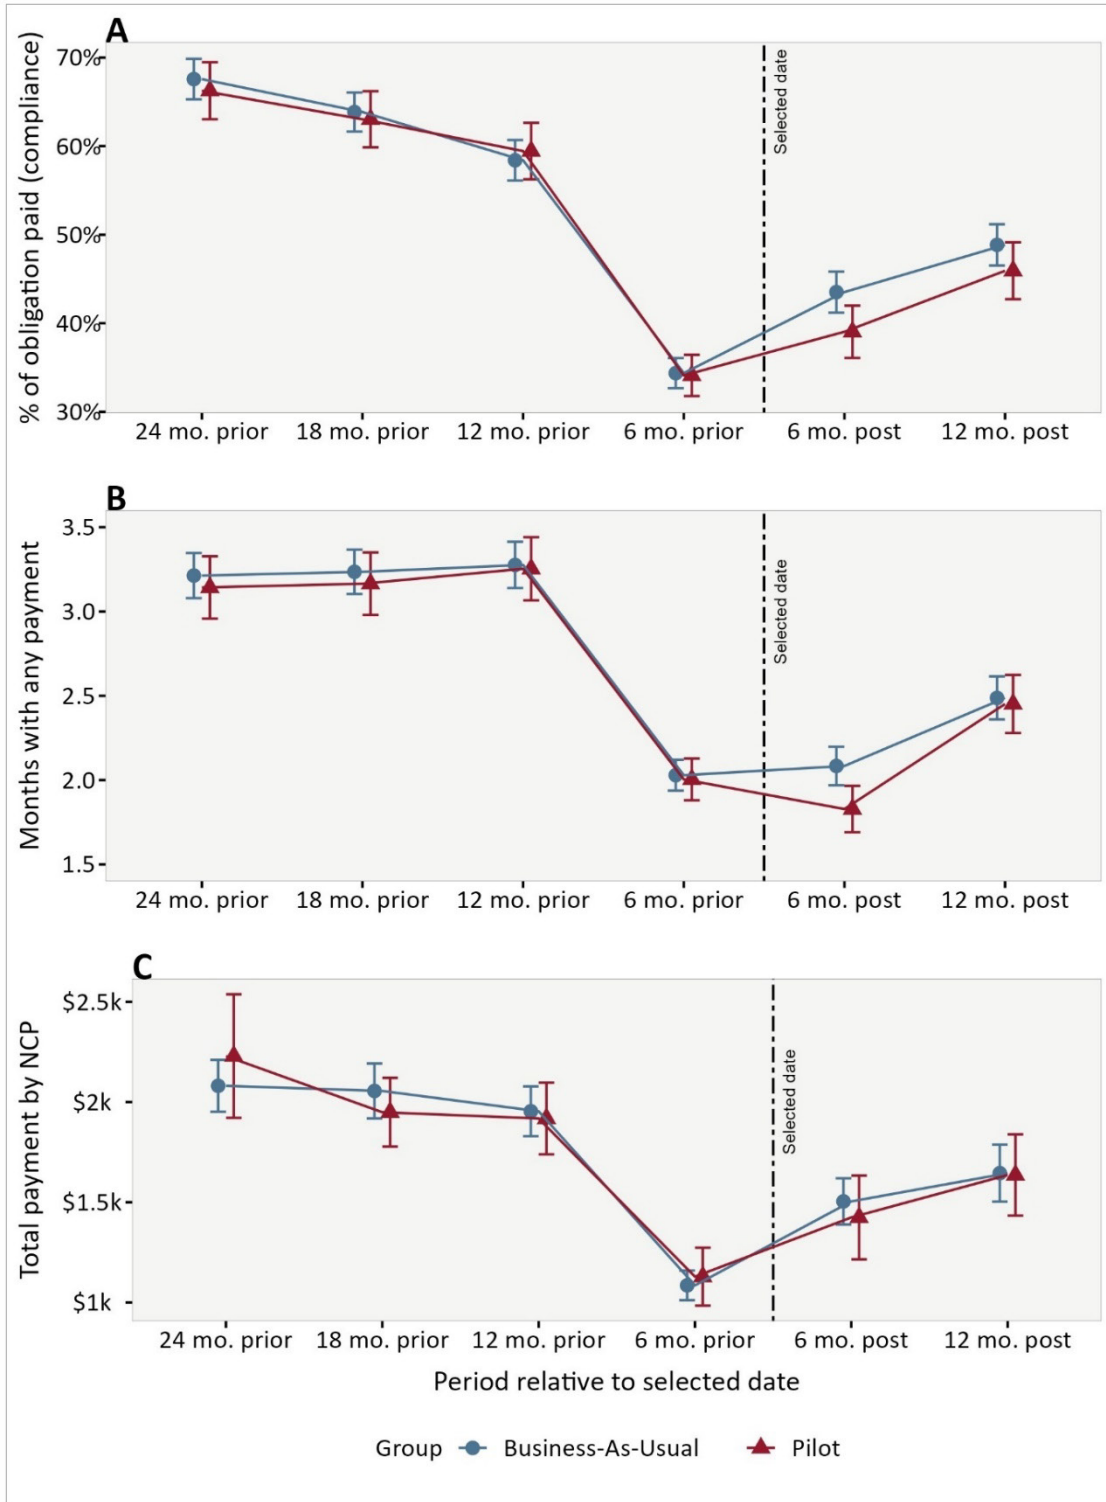 A
% of obligation paid (compliance)
70%
60%
50%
40%
30%
Selected date
24 mo. prior 18 mo. prior 12 mo. prior 6 mo. prior 6 mo. post 12 mo. post
B
Months with any payment
3.5
3.0
2.5
2.0
1.5
Selected date
24 mo. prior 18 mo. prior 12 mo. prior 6 mo. prior 6 mo. post 12 mo. post
C
Total payment by NCP
$2.5k
$2k
$1.5k
$1k
Selected date
24 mo. prior 18 mo. prior 12 mo. prior 6 mo. prior 6 mo. post 12 mo. post
Period relative to selected date
Group Business-As-Usual Pilot